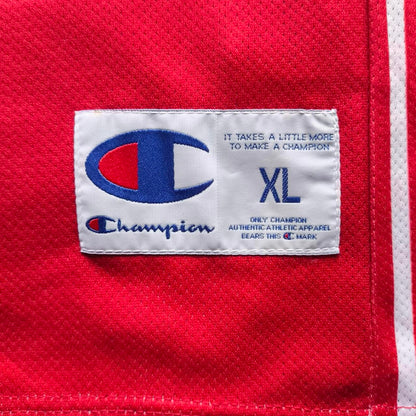 Champion
IT TAKES A LITTLE MORE
TO MAKE A CHAMPION
XL
ONLY CHAMPION
AUTHENTIC ATHLETIC APPAREL
BEARS THIS C MARK